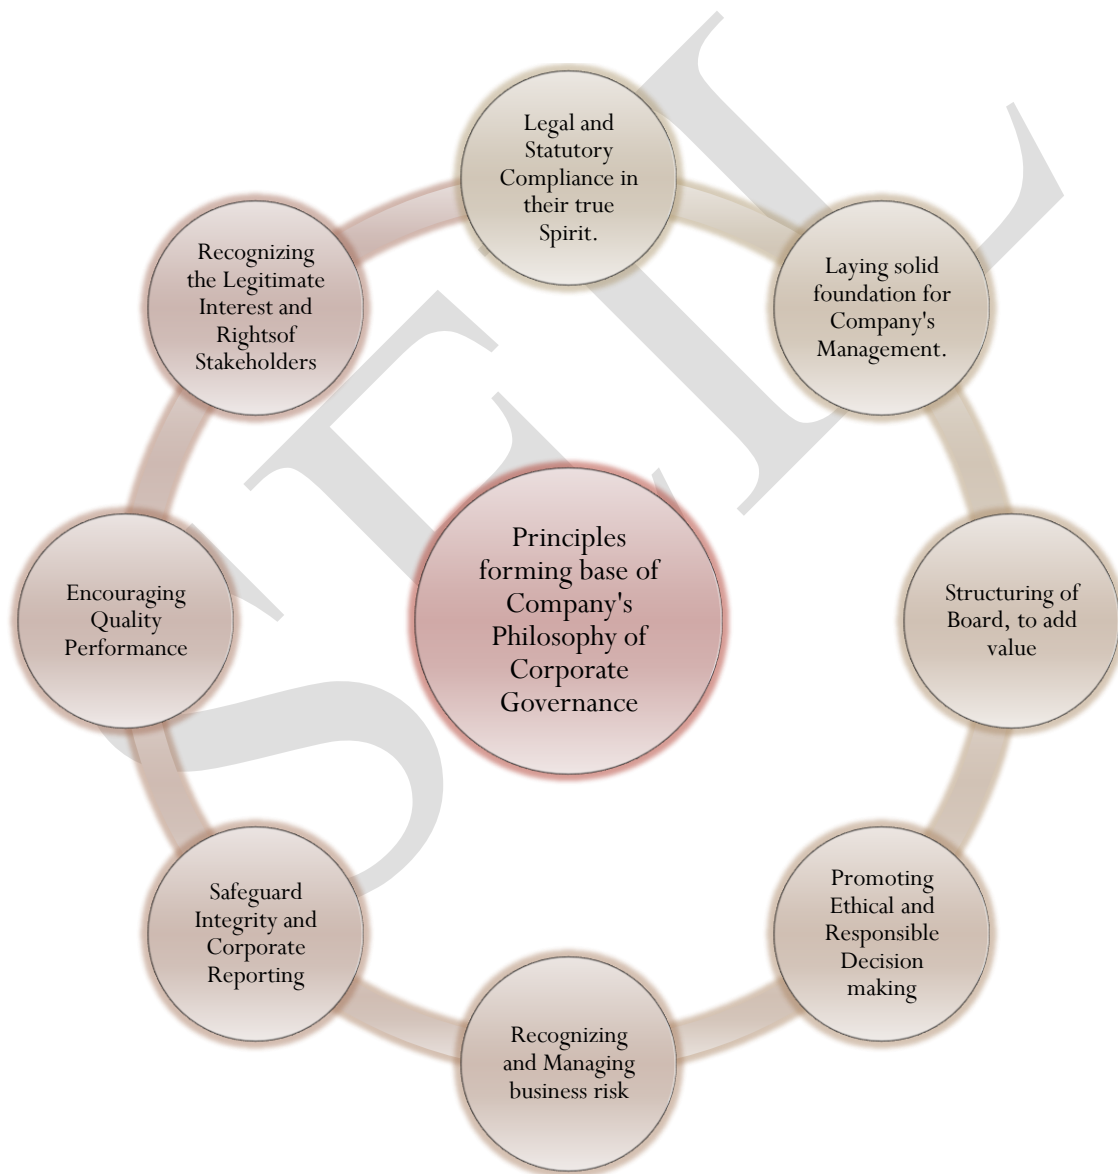 Legal and
Statutory
Compliance in
their true
Spirit.
Laying solid
foundation for
Company's
Management.
Structuring of
Board, to add
value
Promoting
Ethical and
Responsible
Decision
making
Recognizing
and Managing
business risk
Safeguard
Integrity and
Corporate
Reporting
Encouraging
Quality
Performance
Recognizing
the Legitimate
Interest and
Rightsof
Stakeholders
Principles
forming base of
Company's
Philosophy of
Corporate
Governance